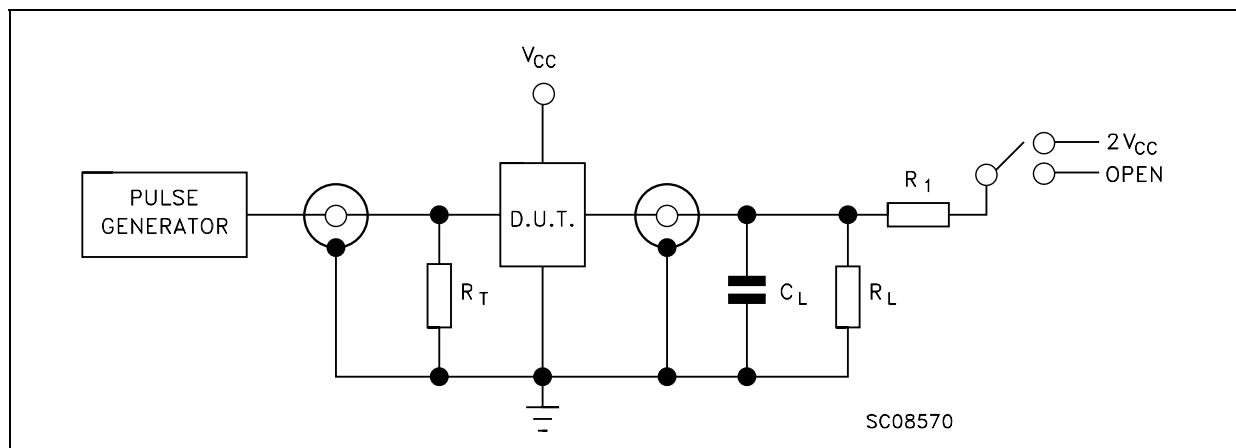 VCC
2VCC
OPEN
PULSE
GENERATOR
D.U.T.
R1
RT
CL
RL
SC08570